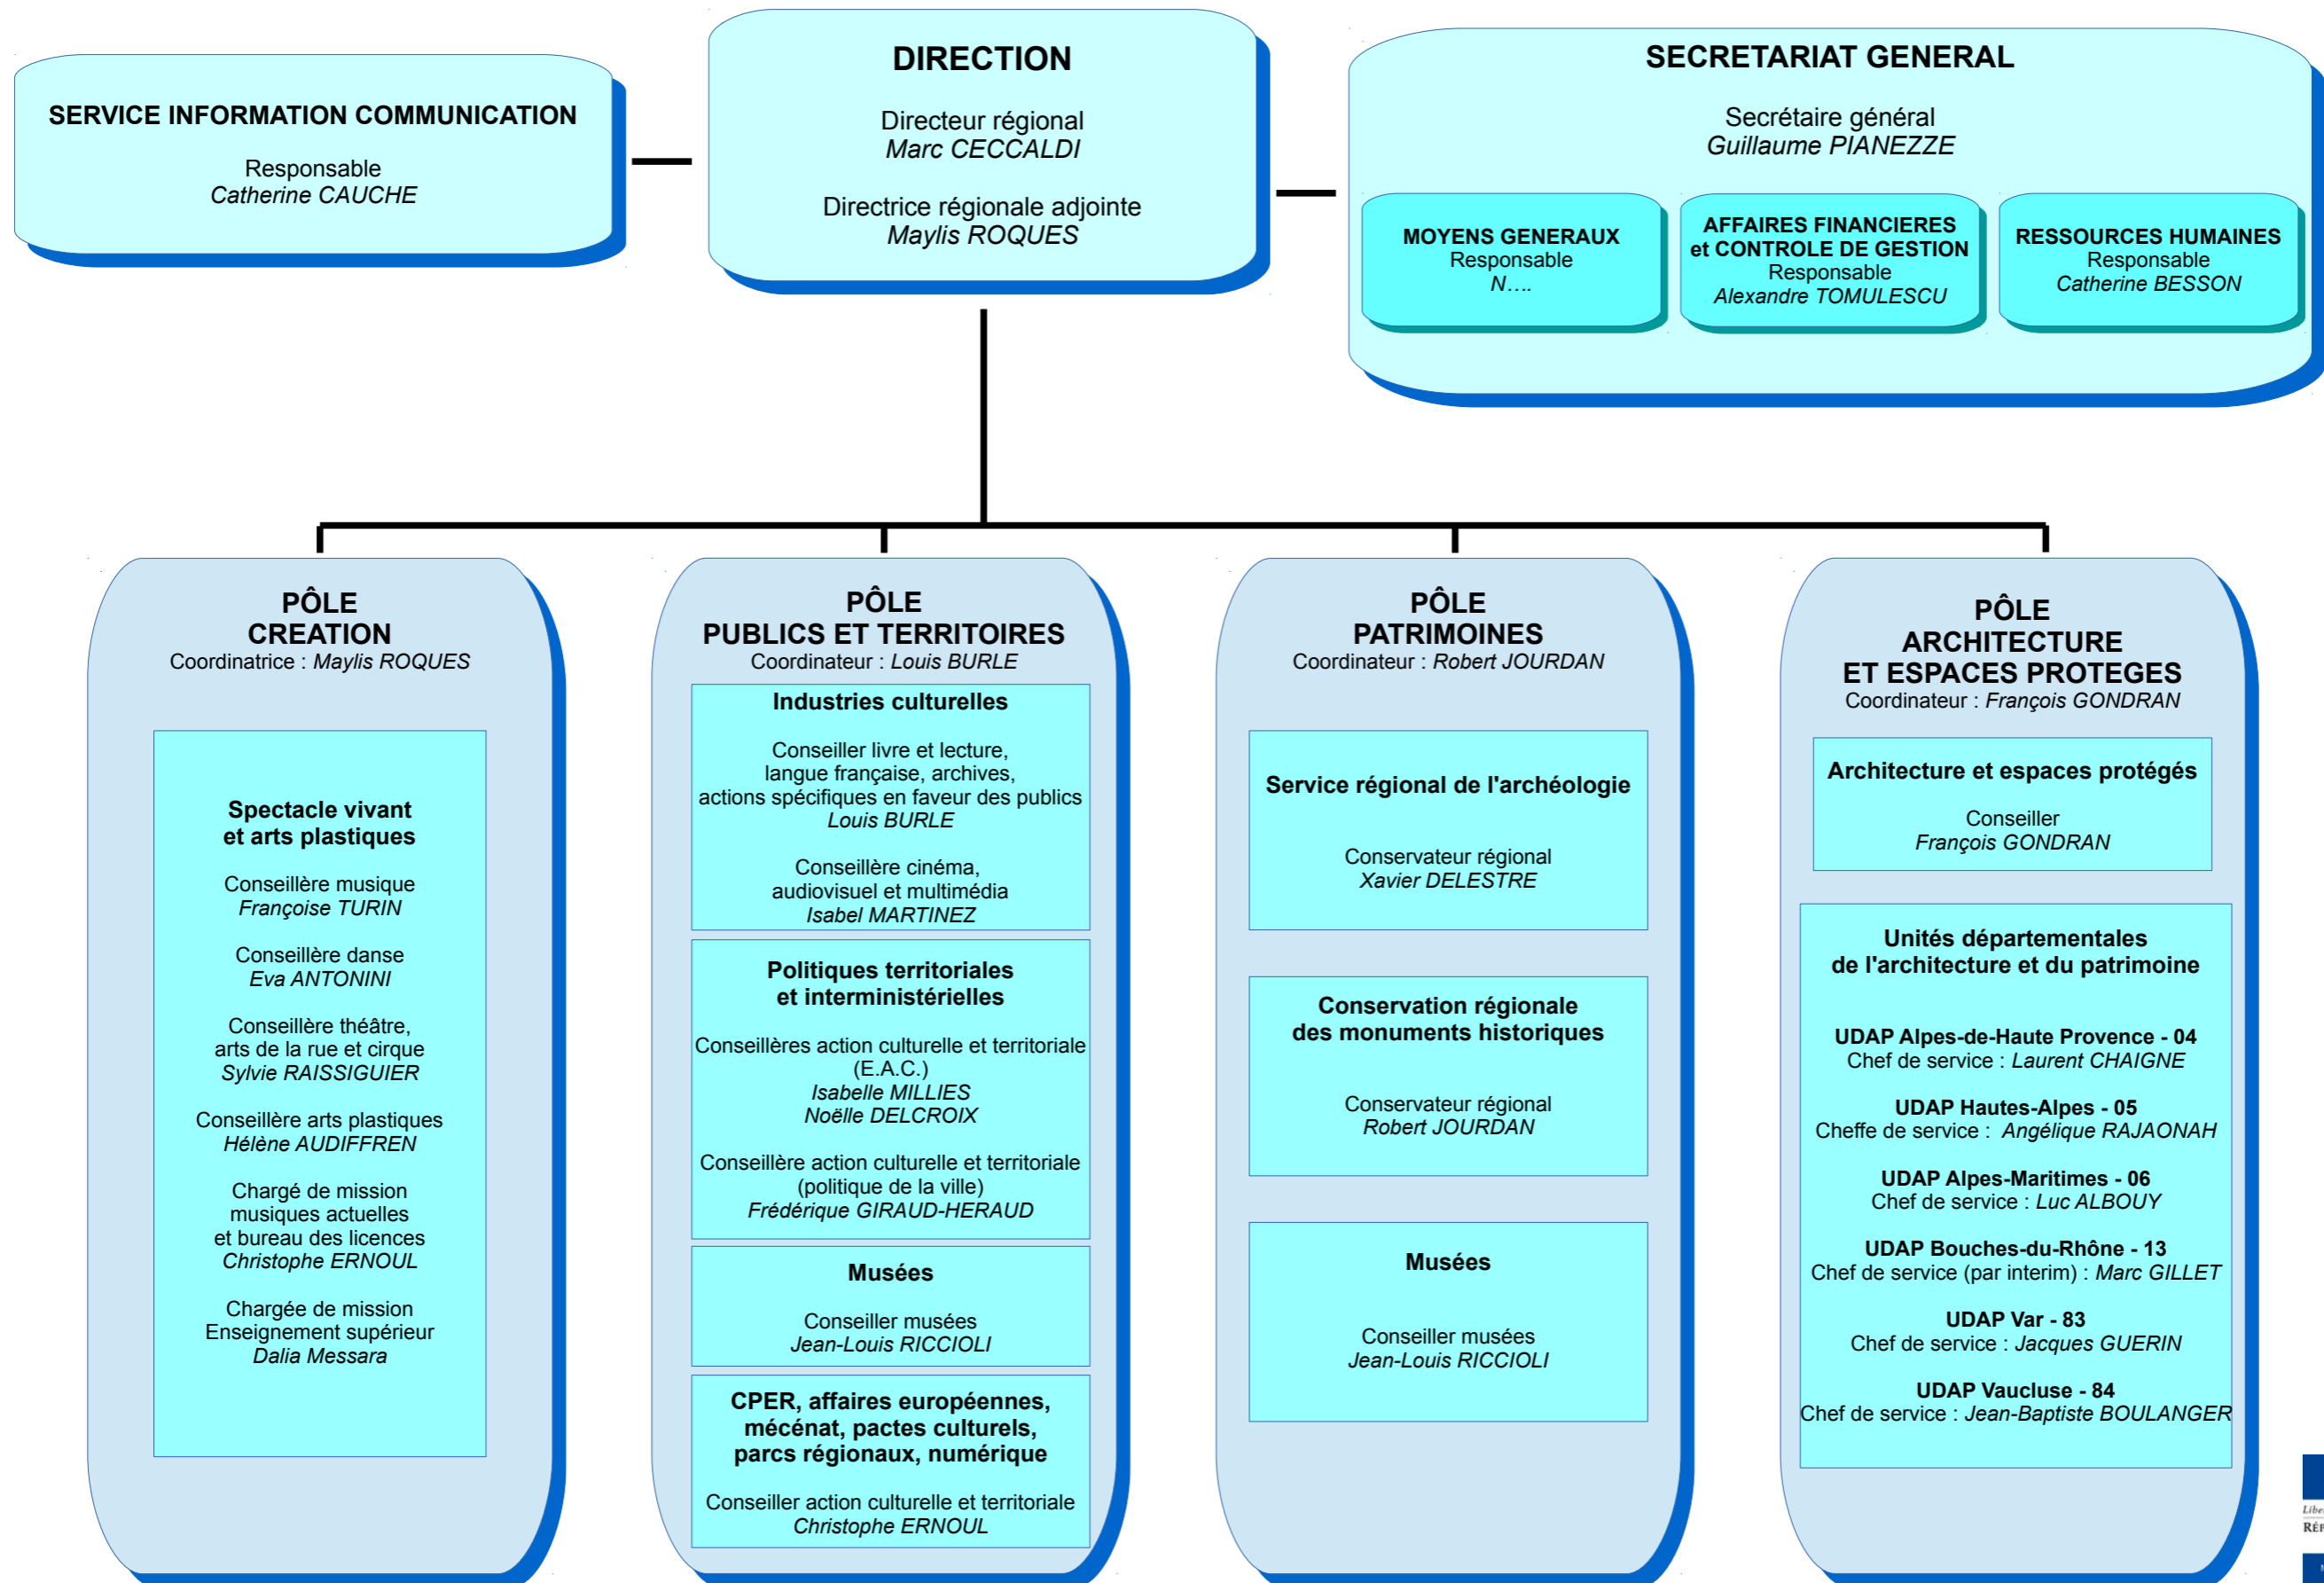 SERVICE INFORMATION COMMUNICATION
Responsable
Catherine CAUCHE
DIRECTION
Directeur régional
Marc CECCALDI
Directrice régionale adjointe
Maylis ROQUES
SECRETARIAT GENERAL
Secrétaire général
Guillaume PIANEZZE
MOYENS GENERAUX
Responsable
N....
AFFAIRES FINANCIERES
et CONTROLE DE GESTION
Responsable
Alexandre TOMULESCU
RESSOURCES HUMAINES
Responsable
Catherine BESSON
PÔLE
CREATION
Coordinatrice : Maylis ROQUES
Spectacle vivant
et arts plastiques
Conseillère musique
Françoise TURIN
Conseillère danse
Eva ANTONINI
Conseillère théâtre,
arts de la rue et cirque
Sylvie RAISSIGUIER
Conseillère arts plastiques
Hélène AUDIFFREN
Chargé de mission
musiques actuelles
et bureau des licences
Christophe ERNOUL
Chargée de mission
Enseignement supérieur
Dalia Messara
PÔLE
PUBLICS ET TERRITOIRES
Coordinateur : Louis BURLE
Industries culturelles
Conseiller livre et lecture,
langue française, archives,
actions spécifiques en faveur des publics
Louis BURLE
Conseillère cinéma,
audiovisuel et multimédia
Isabel MARTINEZ
Politiques territoriales
et interministérielles
Conseillères action culturelle et territoriale
(E.A.C.)
Isabelle MILLIES
Noëlle DELCROIX
Conseillère action culturelle et territoriale
(politique de la ville)
Frédérique GIRAUD-HERAUD
Musées
Conseiller musées
Jean-Louis RICCIOLI
CPER, affaires européennes,
mécénat, pactes culturels,
parcs régionaux, numérique
Conseiller action culturelle et territoriale
Christophe ERNOUL
PÔLE
PATRIMOINES
Coordinateur : Robert JOURDAN
Service régional de l'archéologie
Conservateur régional
Xavier DELESTRE
Conservation régionale
des monuments historiques
Conservateur régional
Robert JOURDAN
Musées
Conseiller musées
Jean-Louis RICCIOLI
PÔLE
ARCHITECTURE
ET ESPACES PROTEGES
Coordinateur : François GONDRAN
Architecture et espaces protégés
Conseiller
François GONDRAN
Unités départementales
de l'architecture et du patrimoine
UDAP Alpes-de-Haute Provence - 04
Chef de service : Laurent CHAIGNE
UDAP Hautes-Alpes - 05
Cheffe de service : Angélique RAJAONAH
UDAP Alpes-Maritimes - 06
Chef de service : Luc ALBOUY
UDAP Bouches-du-Rhône - 13
Chef de service (par interim) : Marc GILLET
UDAP Var - 83
Chef de service : Jacques GUERIN
UDAP Vaucluse - 84
Chef de service : Jean-Baptiste BOULANGER